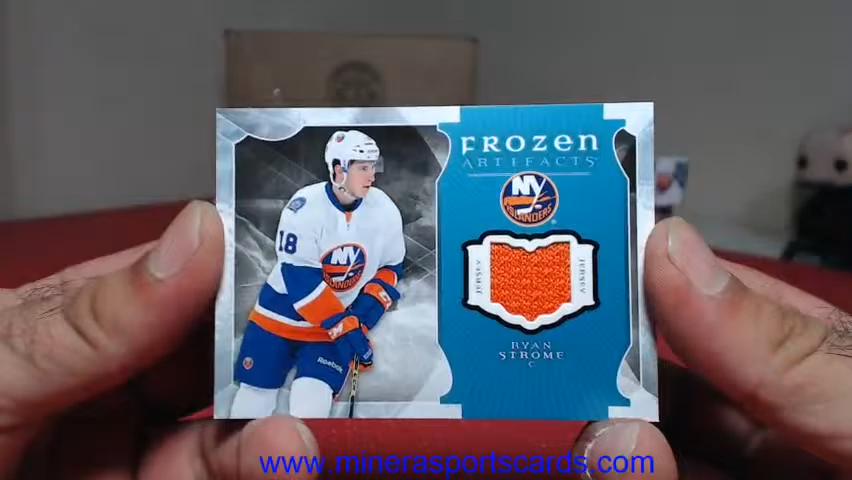 FROZEN
ARTIFACTS
NY
ISLANDERS
18
NY
ISLANDERS
JERSEY
JERSEY
Reebok
RYAN
STROME
C
www.minerasportscards.com